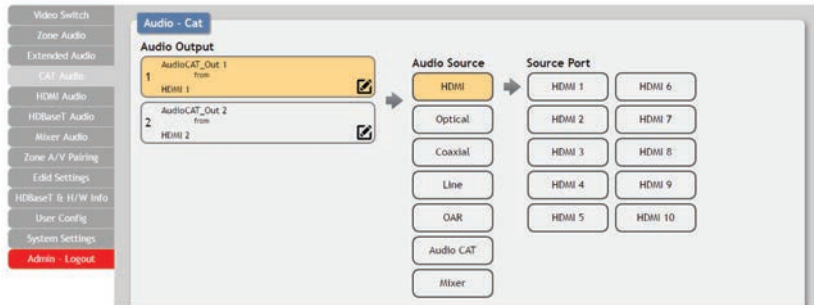 Video Switch
Zone Audio
Extended Audio
CAT Audio
HDMI Audio
HDBaseT Audio
Mixer Audio
Zone A/V Pairing
Edid Settings
HDBaseT & H/W Info
User Config
System Settings
Admin - Logout
Audio - Cat
Audio Output
1
AudioCAT_Out 1
from
HDMI 1
2
AudioCAT_Out 2
from
HDMI 2
Audio Source
HDMI
Optical
Coaxial
Line
OAR
Audio CAT
Mixer
Source Port
HDMI 1
HDMI 6
HDMI 2
HDMI 7
HDMI 3
HDMI 8
HDMI 4
HDMI 9
HDMI 5
HDMI 10